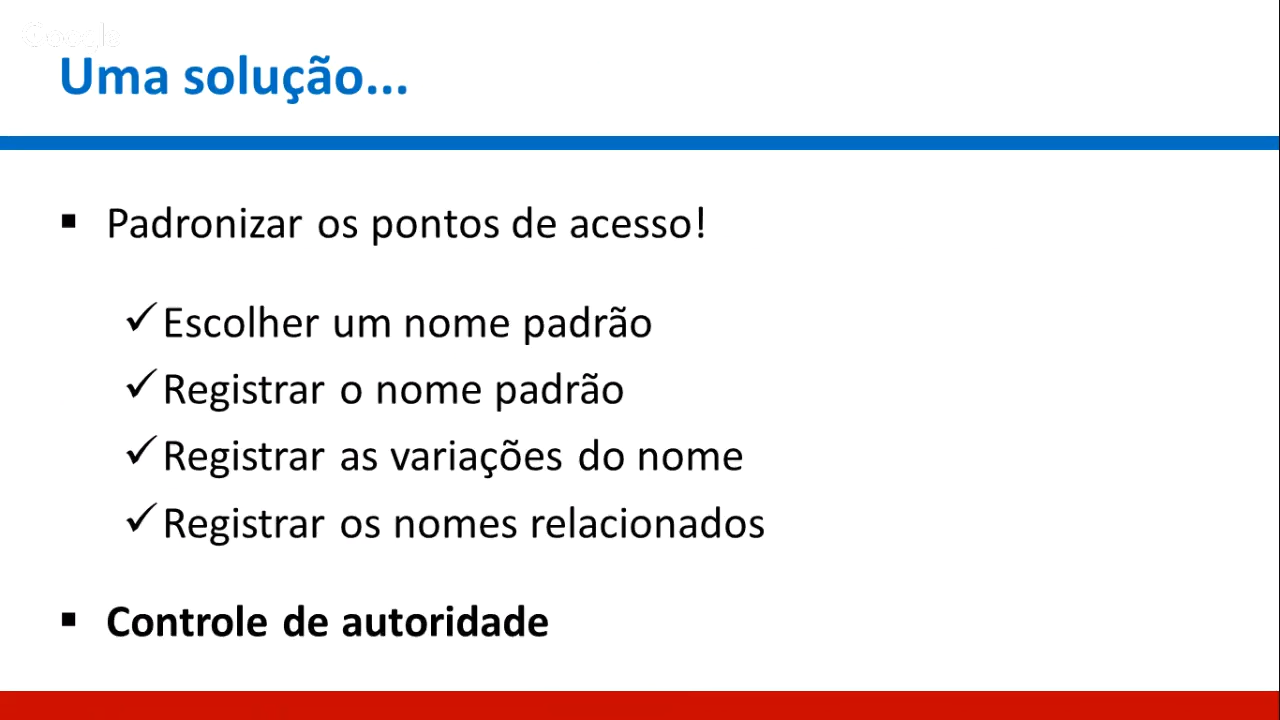 Google
Uma solução...
▪ Padronizar os pontos de acesso!
✓Escolher um nome padrão
✓Registrar o nome padrão
✓Registrar as variações do nome
✓Registrar os nomes relacionados
▪ Controle de autoridade